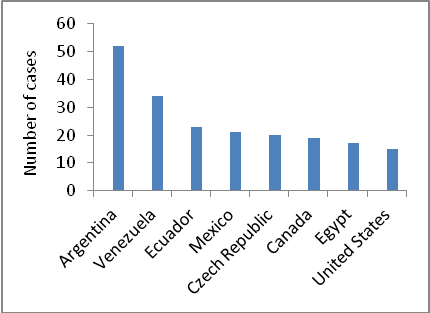 Number of cases
60
50
40
30
20
10
0
Argentina
Venezuela
Ecuador
Mexico
Czech Republic
Canada
Egypt
United States